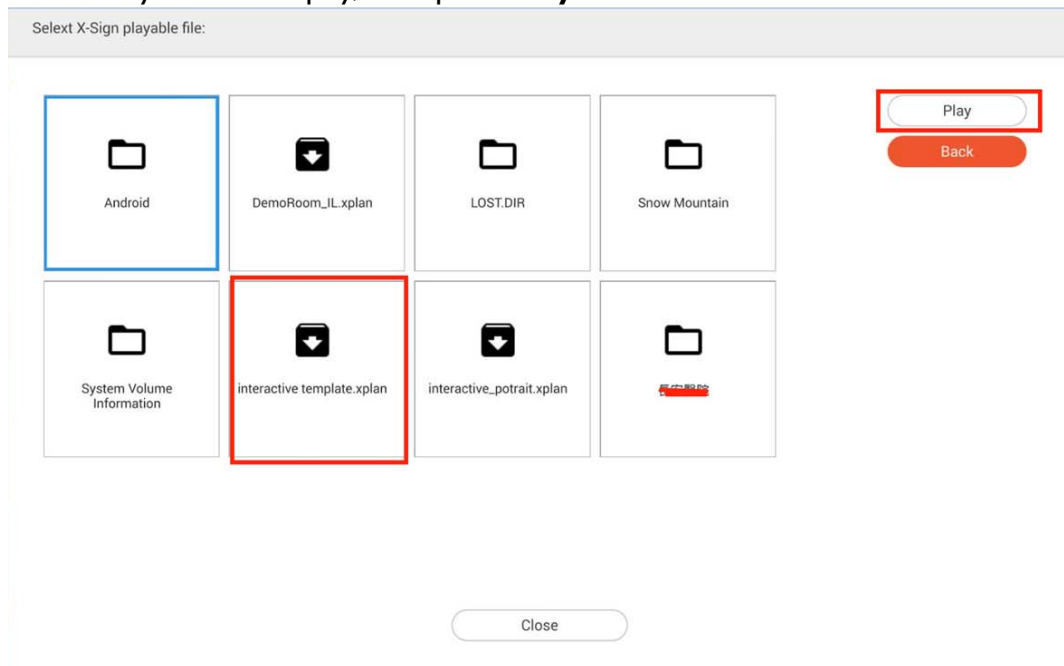 Selext X-Sign playable file:
Play
Back
Android
DemoRoom_IL.xplan
LOST.DIR
Snow Mountain
System Volume
Information
interactive template.xplan
interactive_potrait.xplan
Close